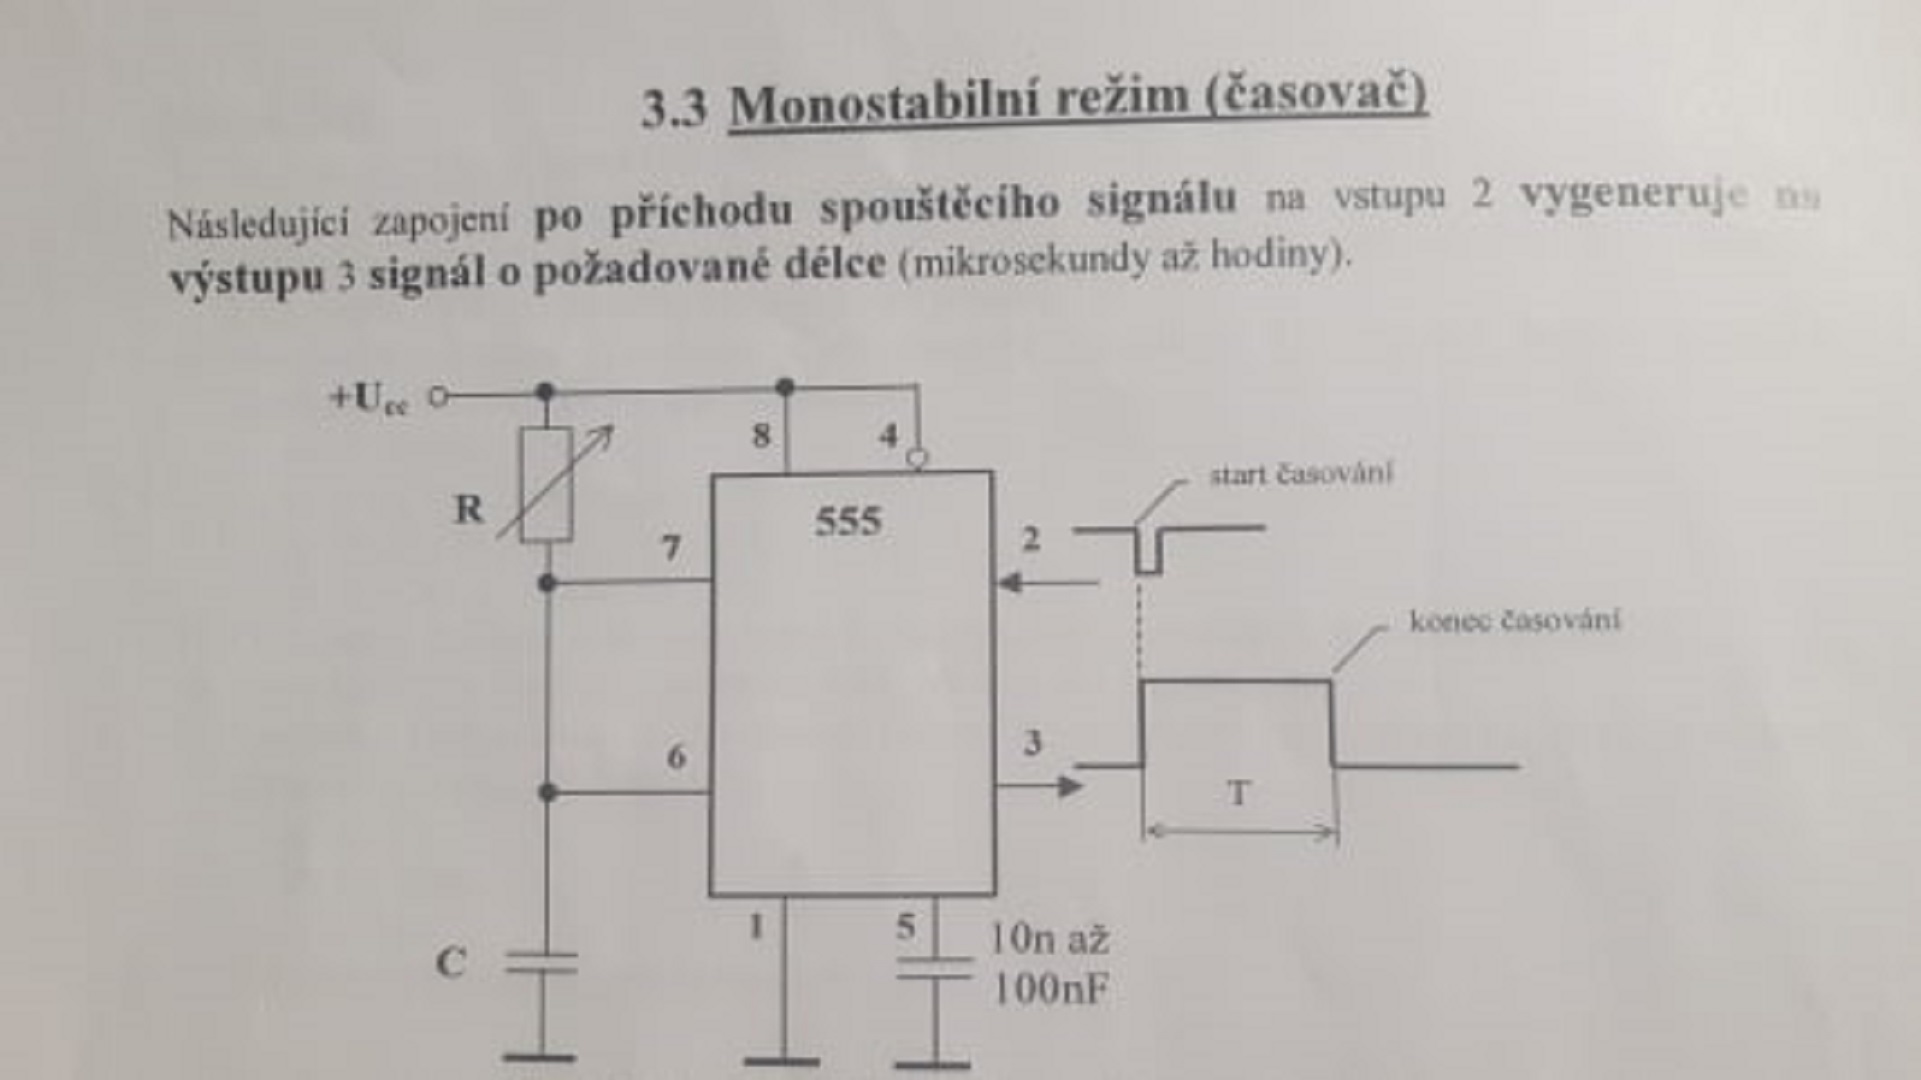 3.3 Monostabilní režim (časovač)
Následující zapojení po příchodu spouštěcího signálu na vstupu 2 vygeneruje na
výstupu 3 signál o požadované délce (mikrosekundy až hodiny).
+Ucc
8
4
R
7
555
2
start časování
konec časování
6
3
T
1
5
10n až
100nF
C